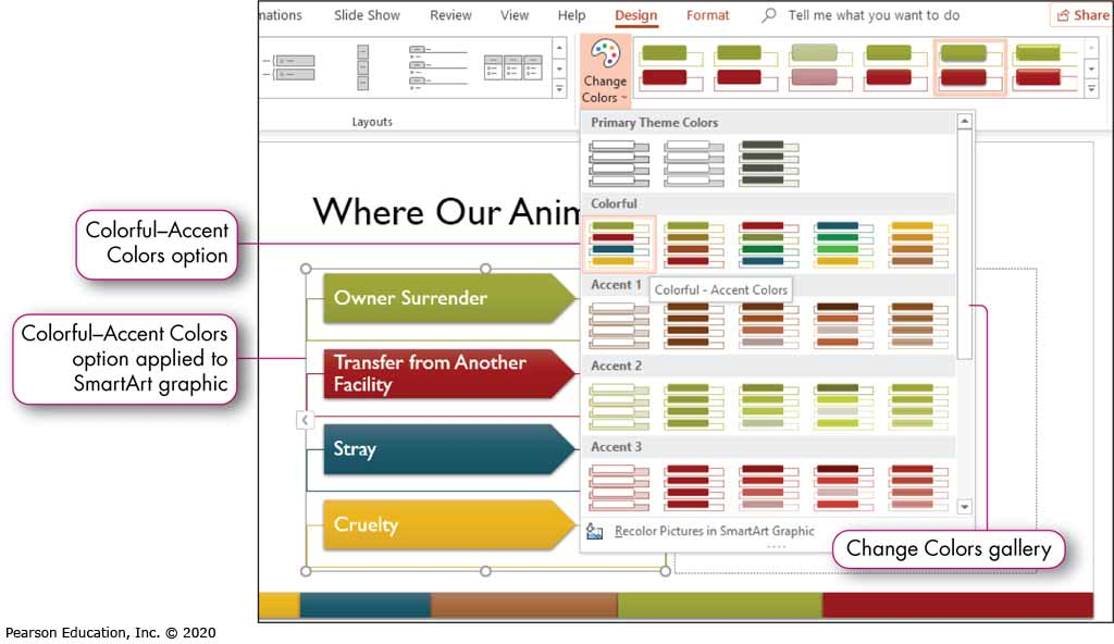 mations Slide Show Review View Help Design Format Tell me what you want to do Share
Change
Colors
Layouts
Primary Theme Colors
Colorful
Where Our Anim
Colorful–Accent
Colors option
Accent 1
Colorful - Accent Colors
Owner Surrender
Colorful–Accent Colors
option applied to
SmartArt graphic
Transfer from Another
Facility
Accent 2
Stray
Accent 3
Cruelty
Recolor Pictures in SmartArt Graphic
Change Colors gallery
Pearson Education, Inc. © 2020